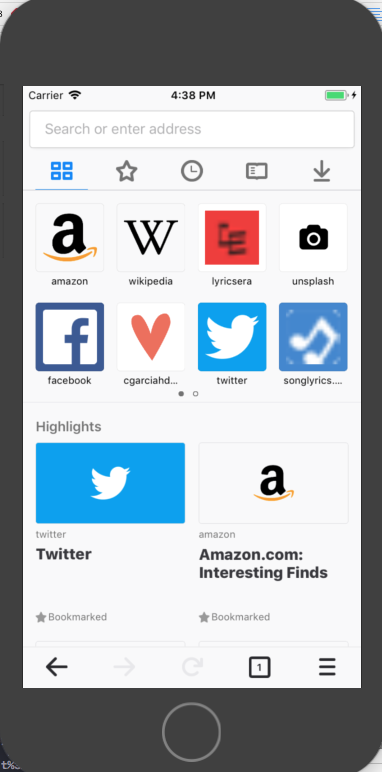 Carrier
4:38 PM
Search or enter address
amazon
wikipedia
lyricsera
unsplash
facebook
cgarciahd...
twitter
songlyrics....
Highlights
twitter
amazon
Twitter
Amazon.com:
Interesting Finds
Bookmarked
Bookmarked
1